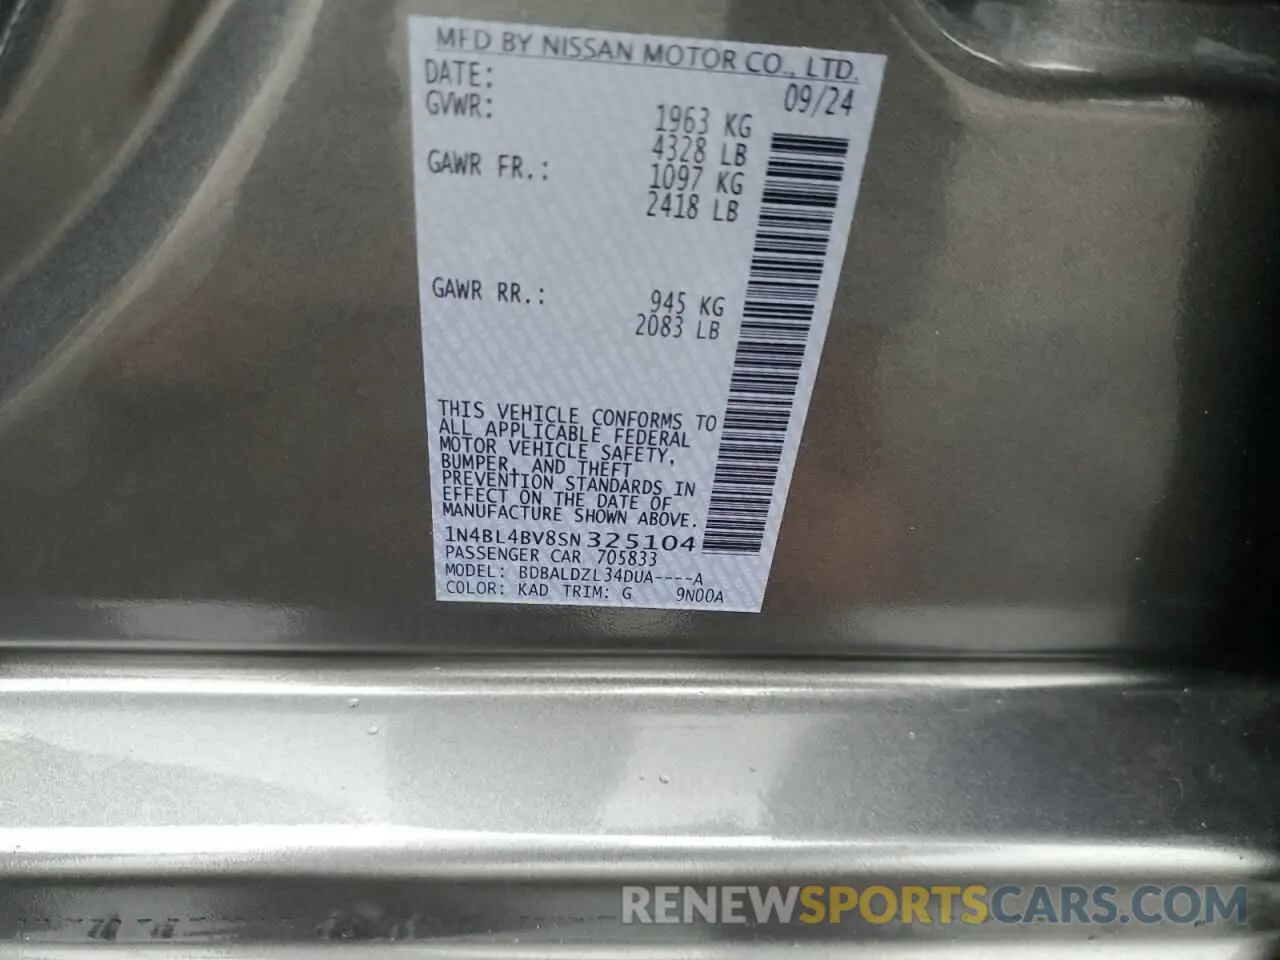 MFD BY NISSAN MOTOR CO., LTD.
DATE: 09/24
GVWR: 1963 KG
4328 LB
GAWR FR.: 1097 KG
2418 LB
GAWR RR.: 945 KG
2083 LB
THIS VEHICLE CONFORMS TO
ALL APPLICABLE FEDERAL
MOTOR VEHICLE SAFETY,
BUMPER, AND THEFT
PREVENTION STANDARDS IN
EFFECT ON THE DATE OF
MANUFACTURE SHOWN ABOVE.
1N4BL4BV8SN325104
PASSENGER CAR 705833
MODEL: BDBALDZL34DUA----A
COLOR: KAD TRIM: G 9N00A
RENEWSPORTSCARS.COM